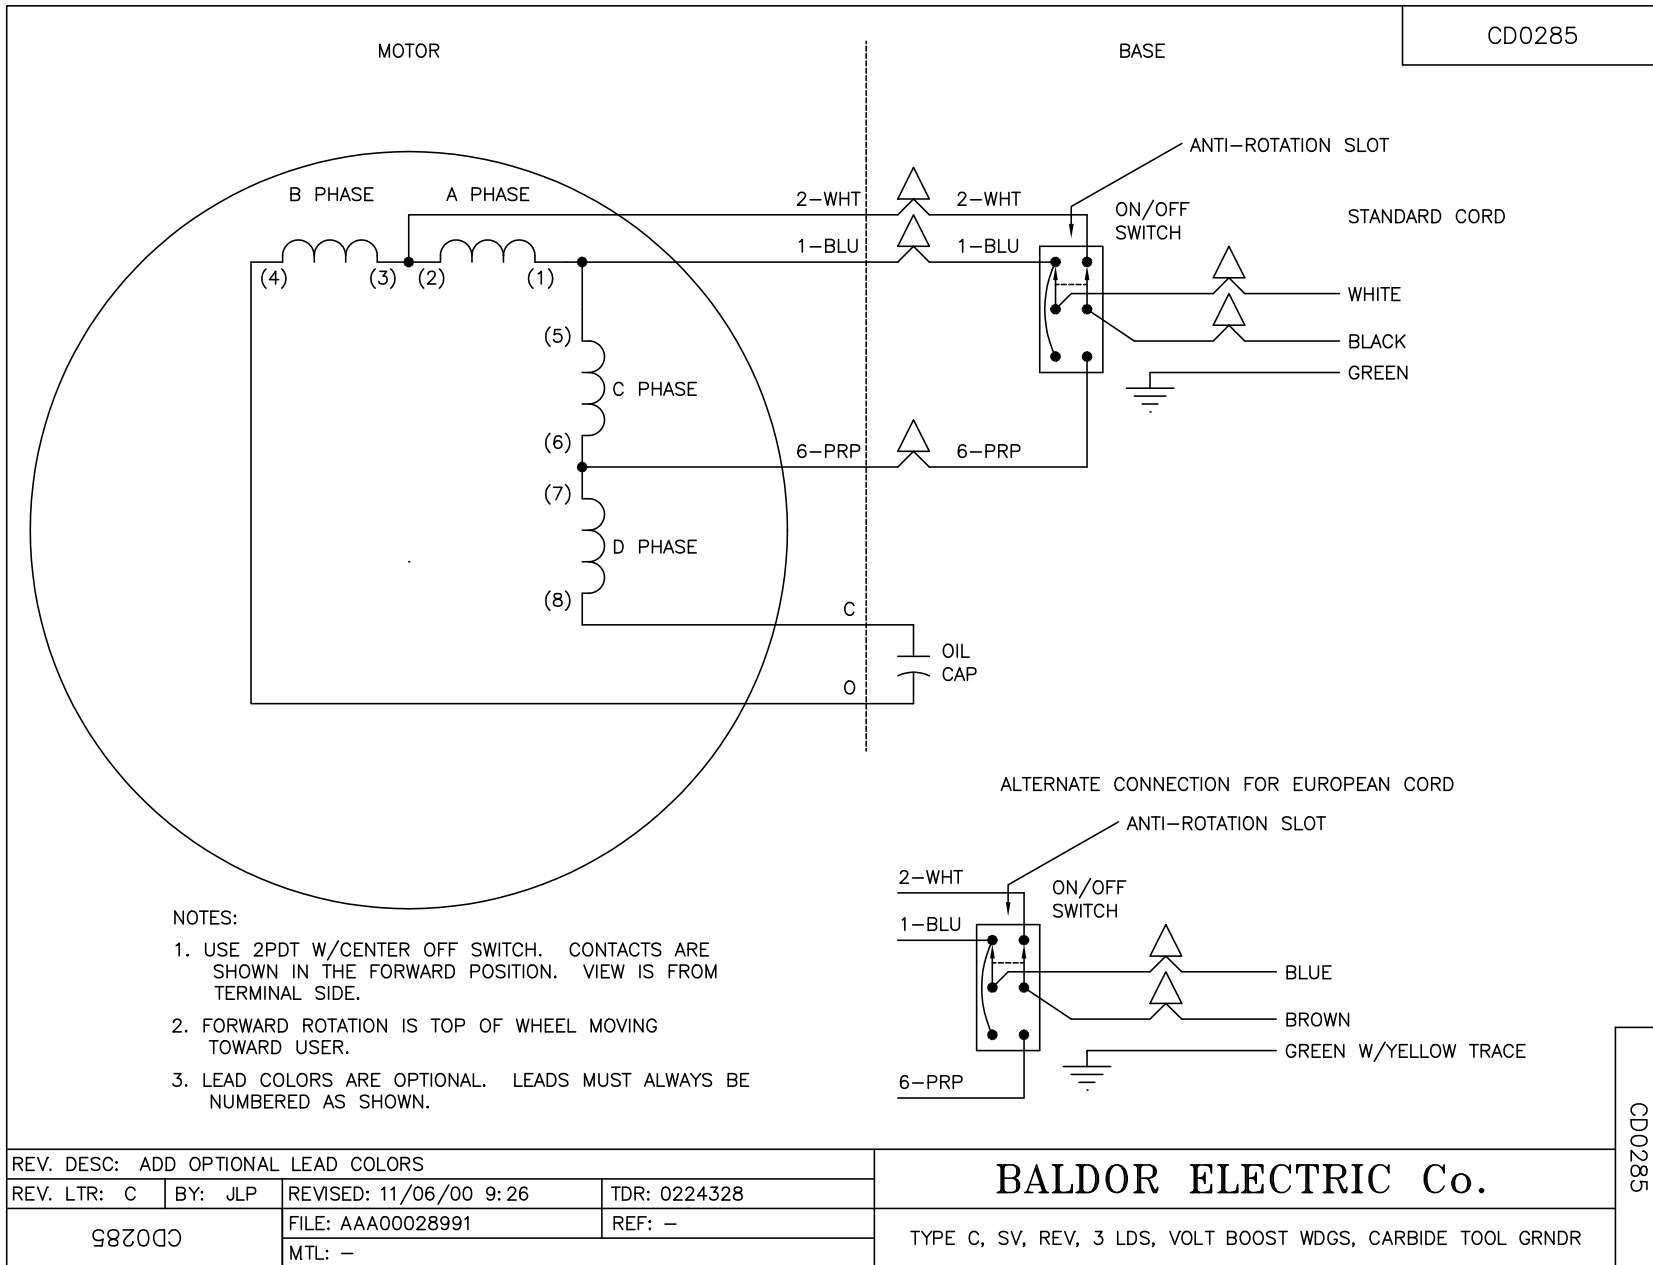 CD0285
MOTOR
BASE
ANTI-ROTATION SLOT
B PHASE
A PHASE
2-WHT
2-WHT
ON/OFF
SWITCH
STANDARD CORD
1-BLU
1-BLU
(4)
(3)
(2)
(1)
WHITE
(5)
BLACK
GREEN
C PHASE
(6)
6-PRP
6-PRP
(7)
D PHASE
(8)
C
OIL
CAP
O
ALTERNATE CONNECTION FOR EUROPEAN CORD
ANTI-ROTATION SLOT
2-WHT
ON/OFF
SWITCH
1-BLU
BLUE
BROWN
GREEN W/YELLOW TRACE
6-PRP
NOTES:
1. USE 2PDT W/CENTER OFF SWITCH. CONTACTS ARE
SHOWN IN THE FORWARD POSITION. VIEW IS FROM
TERMINAL SIDE.
2. FORWARD ROTATION IS TOP OF WHEEL MOVING
TOWARD USER.
3. LEAD COLORS ARE OPTIONAL. LEADS MUST ALWAYS BE
NUMBERED AS SHOWN.
CD0285
REV. DESC: ADD OPTIONAL LEAD COLORS
REV. LTR: C
BY: JLP
REVISED: 11/06/00 9:26
TDR: 0224328
CD0285
FILE: AAA00028991
REF: -
MTL: -
BALDOR ELECTRIC Co.
TYPE C, SV, REV, 3 LDS, VOLT BOOST WDGS, CARBIDE TOOL GRNDR